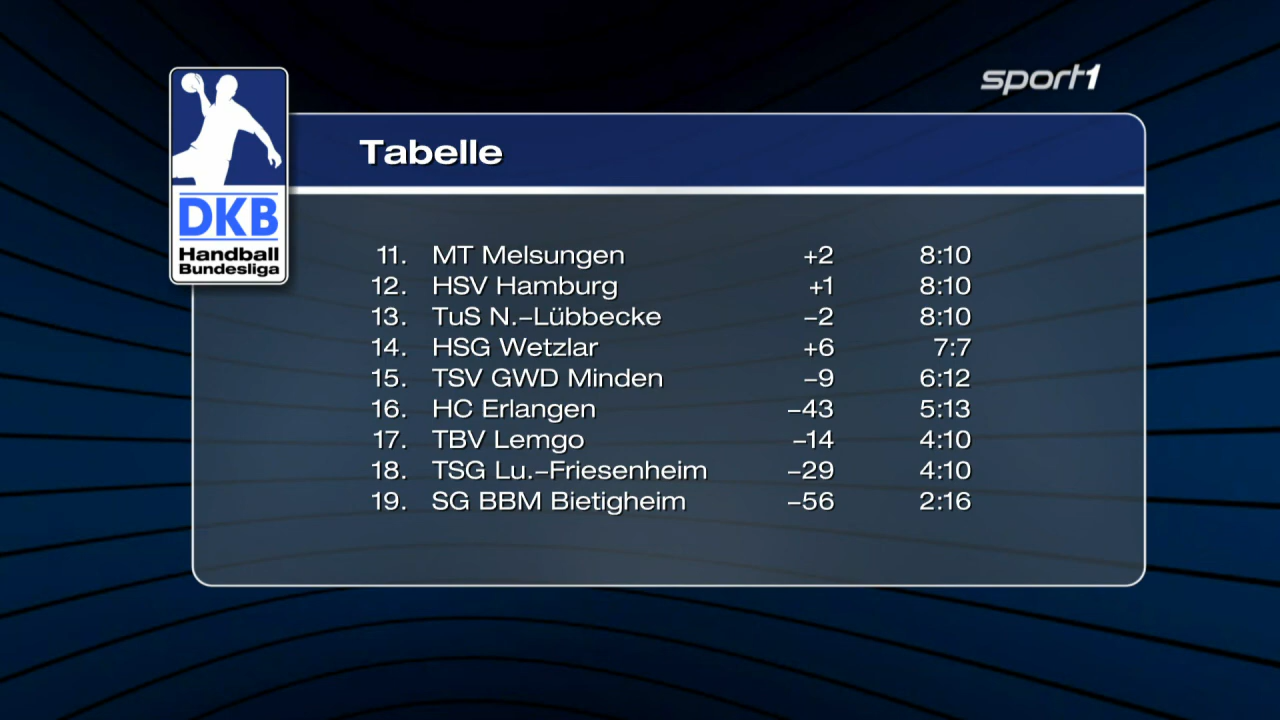 sport1
Tabelle
DKB
Handball
Bundesliga
11. MT Melsungen +2 8:10
12. HSV Hamburg +1 8:10
13. TuS N.–Lübbecke –2 8:10
14. HSG Wetzlar +6 7:7
15. TSV GWD Minden –9 6:12
16. HC Erlangen –43 5:13
17. TBV Lemgo –14 4:10
18. TSG Lu.–Friesenheim –29 4:10
19. SG BBM Bietigheim –56 2:16